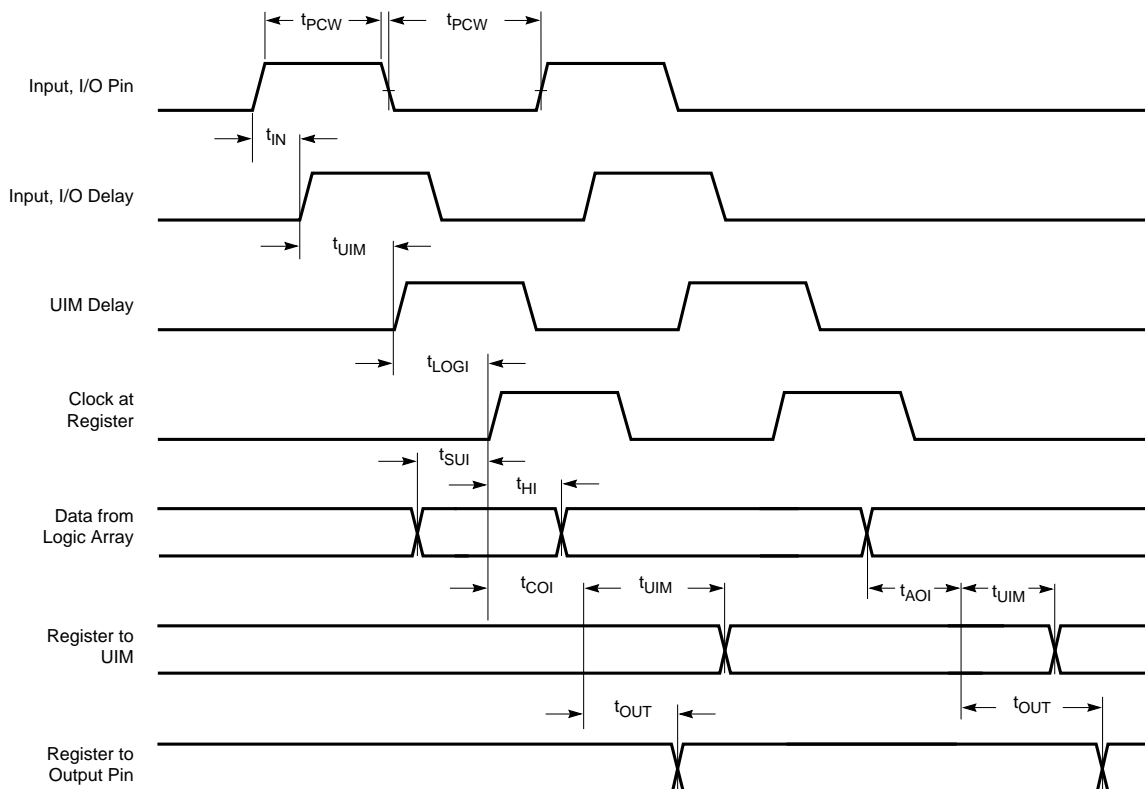 tPCW
tPCW
Input, I/O Pin
tIN
Input, I/O Delay
tUIM
UIM Delay
tLOGI
Clock at
Register
tSUI
tHI
Data from
Logic Array
tCOI
tUIM
tAOI
tUIM
Register to
UIM
tOUT
tOUT
Register to
Output Pin